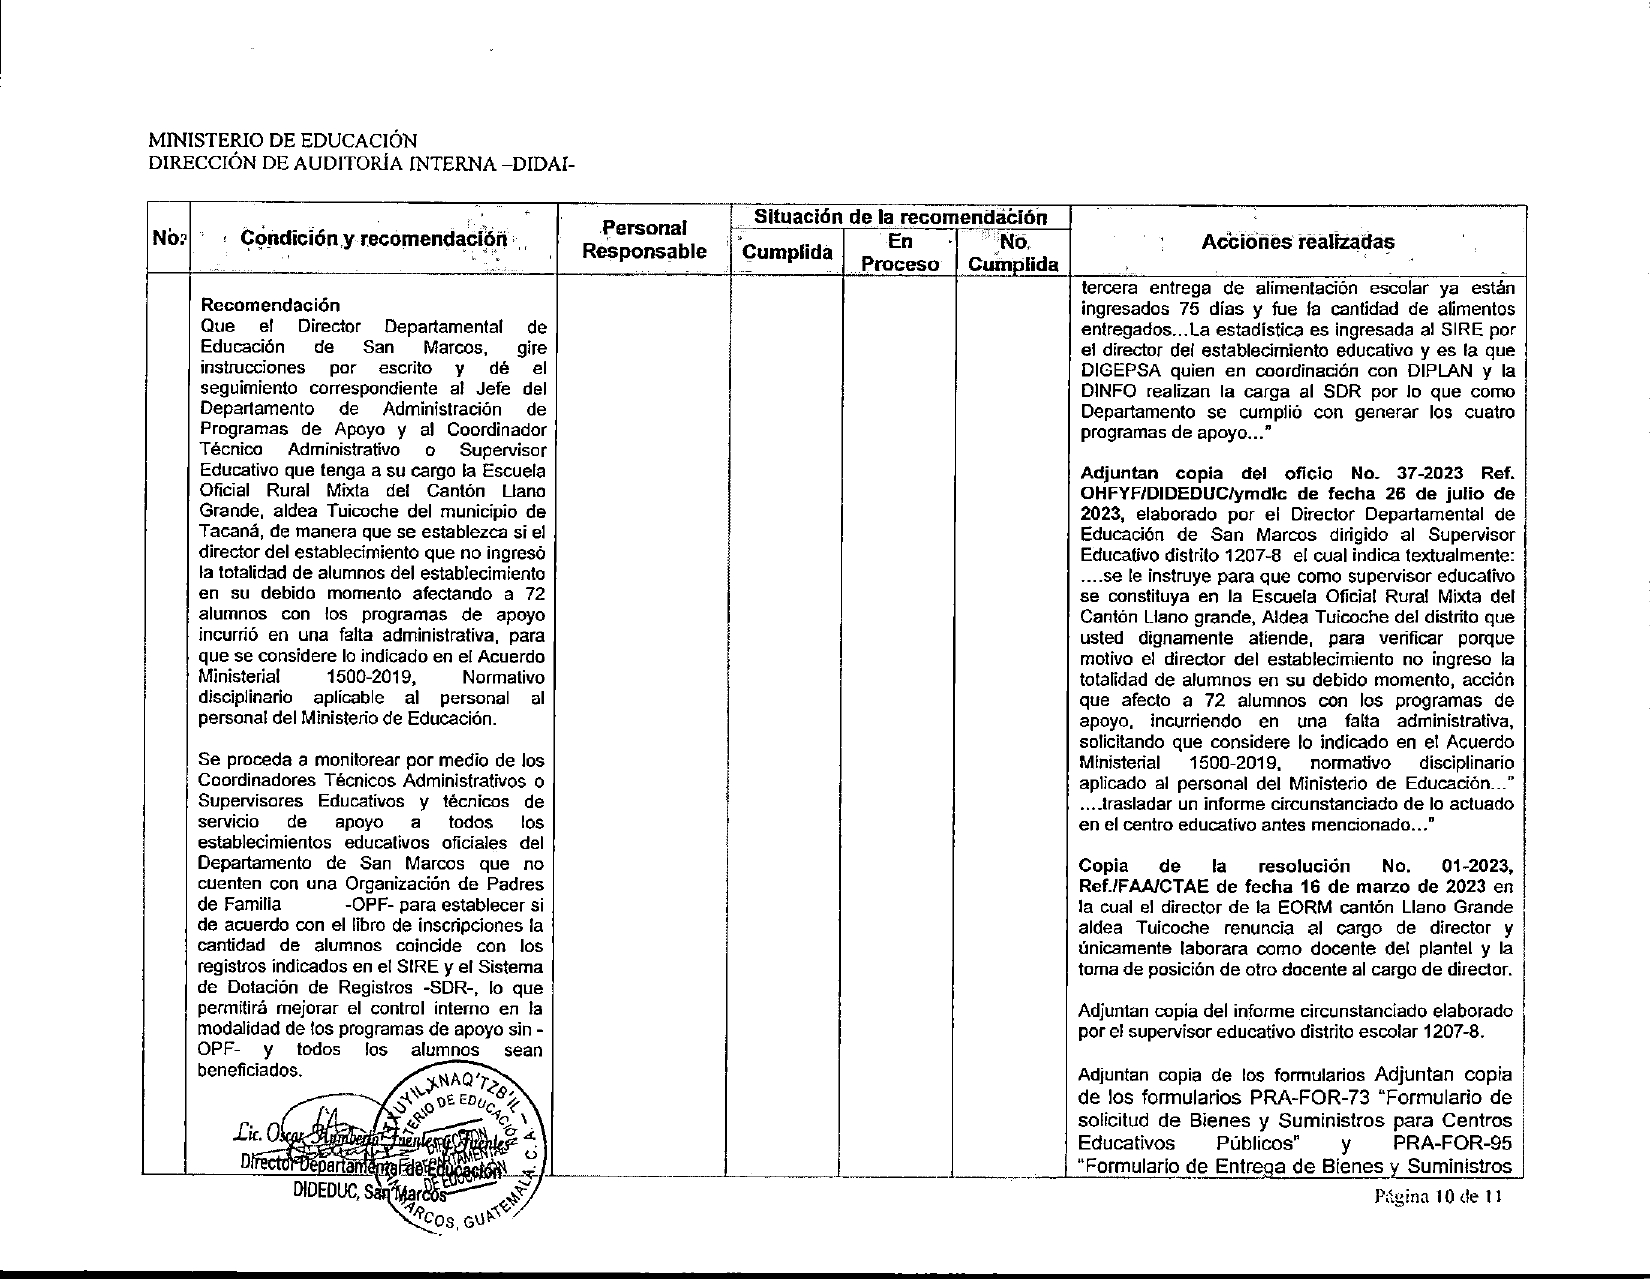 MINISTERIO DE EDUCACIÓN
DIRECCIÓN DE AUDITORÍA INTERNA –DIDAI-
No.
Condición y recomendación
Personal
Responsable
Situación de la recomendación
Cumplida
En
Proceso
No
Cumplida
Acciones realizadas
Recomendación
Que el Director Departamental de
Educación de San Marcos, gire
instrucciones por escrito y dé el
seguimiento correspondiente al Jefe del
Departamento de Administración de
Programas de Apoyo y al Coordinador
Técnico Administrativo o Supervisor
Educativo que tenga a su cargo la Escuela
Oficial Rural Mixta del Cantón Llano
Grande, aldea Tuicoche del municipio de
Tacaná, de manera que se establezca si el
director del establecimiento que no ingresó
la totalidad de alumnos del establecimiento
en su debido momento afectando a 72
alumnos con los programas de apoyo
incurrió en una falta administrativa, para
que se considere lo indicado en el Acuerdo
Ministerial 1500-2019, Normativo
disciplinario aplicable al personal al
personal del Ministerio de Educación.
Se proceda a monitorear por medio de los
Coordinadores Técnicos Administrativos o
Supervisores Educativos y técnicos de
servicio de apoyo a todos los
establecimientos educativos oficiales del
Departamento de San Marcos que no
cuenten con una Organización de Padres
de Familia -OPF- para establecer si
de acuerdo con el libro de inscripciones la
cantidad de alumnos coincide con los
registros indicados en el SIRE y el Sistema
de Dotación de Registros -SDR-, lo que
permitirá mejorar el control interno en la
modalidad de los programas de apoyo sin -
OPF- y todos los alumnos sean
beneficiados.
tercera entrega de alimentación escolar ya están
ingresados 75 días y fue la cantidad de alimentos
entregados...La estadística es ingresada al SIRE por
el director del establecimiento educativo y es la que
DIGEPSA quien en coordinación con DIPLAN y la
DINFO realizan la carga al SDR por lo que como
Departamento se cumplió con generar los cuatro
programas de apoyo..."
Adjuntan copia del oficio No. 37-2023 Ref.
OHFYF/DIDEDUC/ymdlc de fecha 26 de julio de
2023, elaborado por el Director Departamental de
Educación de San Marcos dirigido al Supervisor
Educativo distrito 1207-8 el cual indica textualmente:
....se le instruye para que como supervisor educativo
se constituya en la Escuela Oficial Rural Mixta del
Cantón Llano grande, Aldea Tuicoche del distrito que
usted dignamente atiende, para verificar porque
motivo el director del establecimiento no ingreso la
totalidad de alumnos en su debido momento, acción
que afecto a 72 alumnos con los programas de
apoyo, incurriendo en una falta administrativa,
solicitando que considere lo indicado en el Acuerdo
Ministerial 1500-2019, normativo disciplinario
aplicado al personal del Ministerio de Educación..."
....trasladar un informe circunstanciado de lo actuado
en el centro educativo antes mencionado..."
Copia de la resolución No. 01-2023,
Ref./FAA/CTAE de fecha 16 de marzo de 2023 en
la cual el director de la EORM cantón Llano Grande
aldea Tuicoche renuncia al cargo de director y
únicamente laborara como docente del plantel y la
toma de posición de otro docente al cargo de director.
Adjuntan copia del informe circunstanciado elaborado
por el supervisor educativo distrito escolar 1207-8.
Adjuntan copia de los formularios Adjuntan copia
de los formularios PRA-FOR-73 "Formulario de
solicitud de Bienes y Suministros para Centros
Educativos Públicos" y PRA-FOR-95
"Formulario de Entrega de Bienes y Suministros
Lic. Oscar Humberto Fuentes
Director Departamental de Educación
DIDEDUC, San Marcos
DE EDUCACIÓN
MARCOS, GUATEMALA C. A.
Página 10 de 11